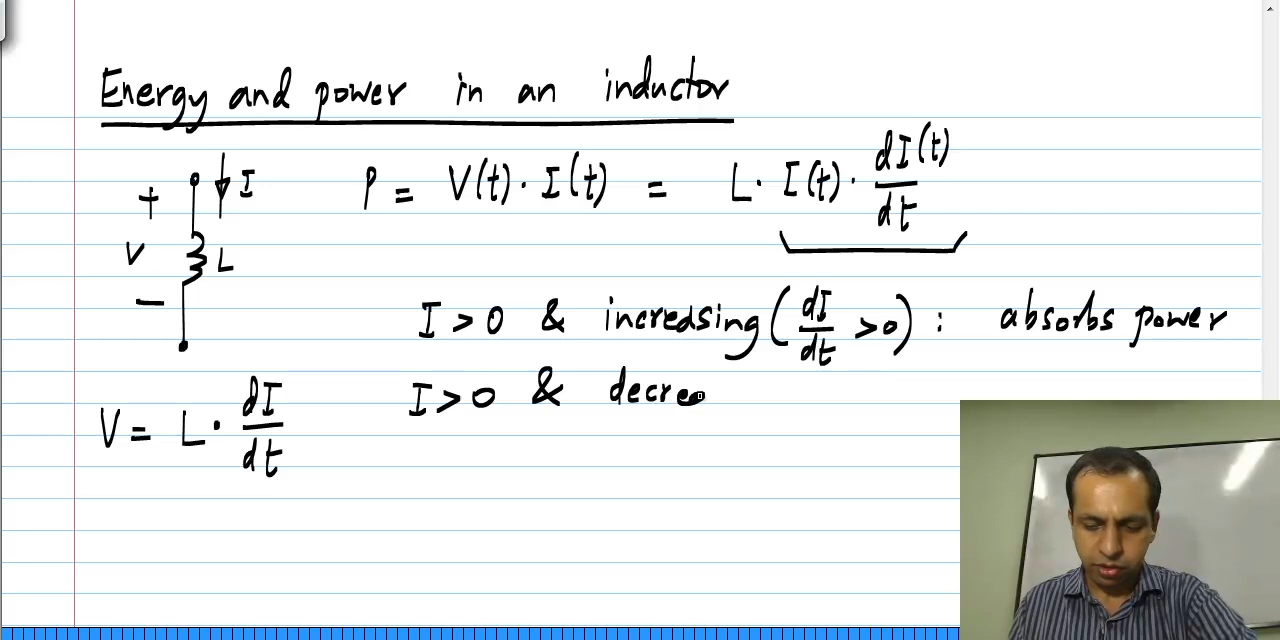 Energy and power in an inductor
+ I
V L
−
P = V(t) · I(t) = L · I(t) · dI(t)/dt
I > 0 & increasing (dI/dt > 0) : absorbs power
I > 0 & decrea
V = L · dI/dt